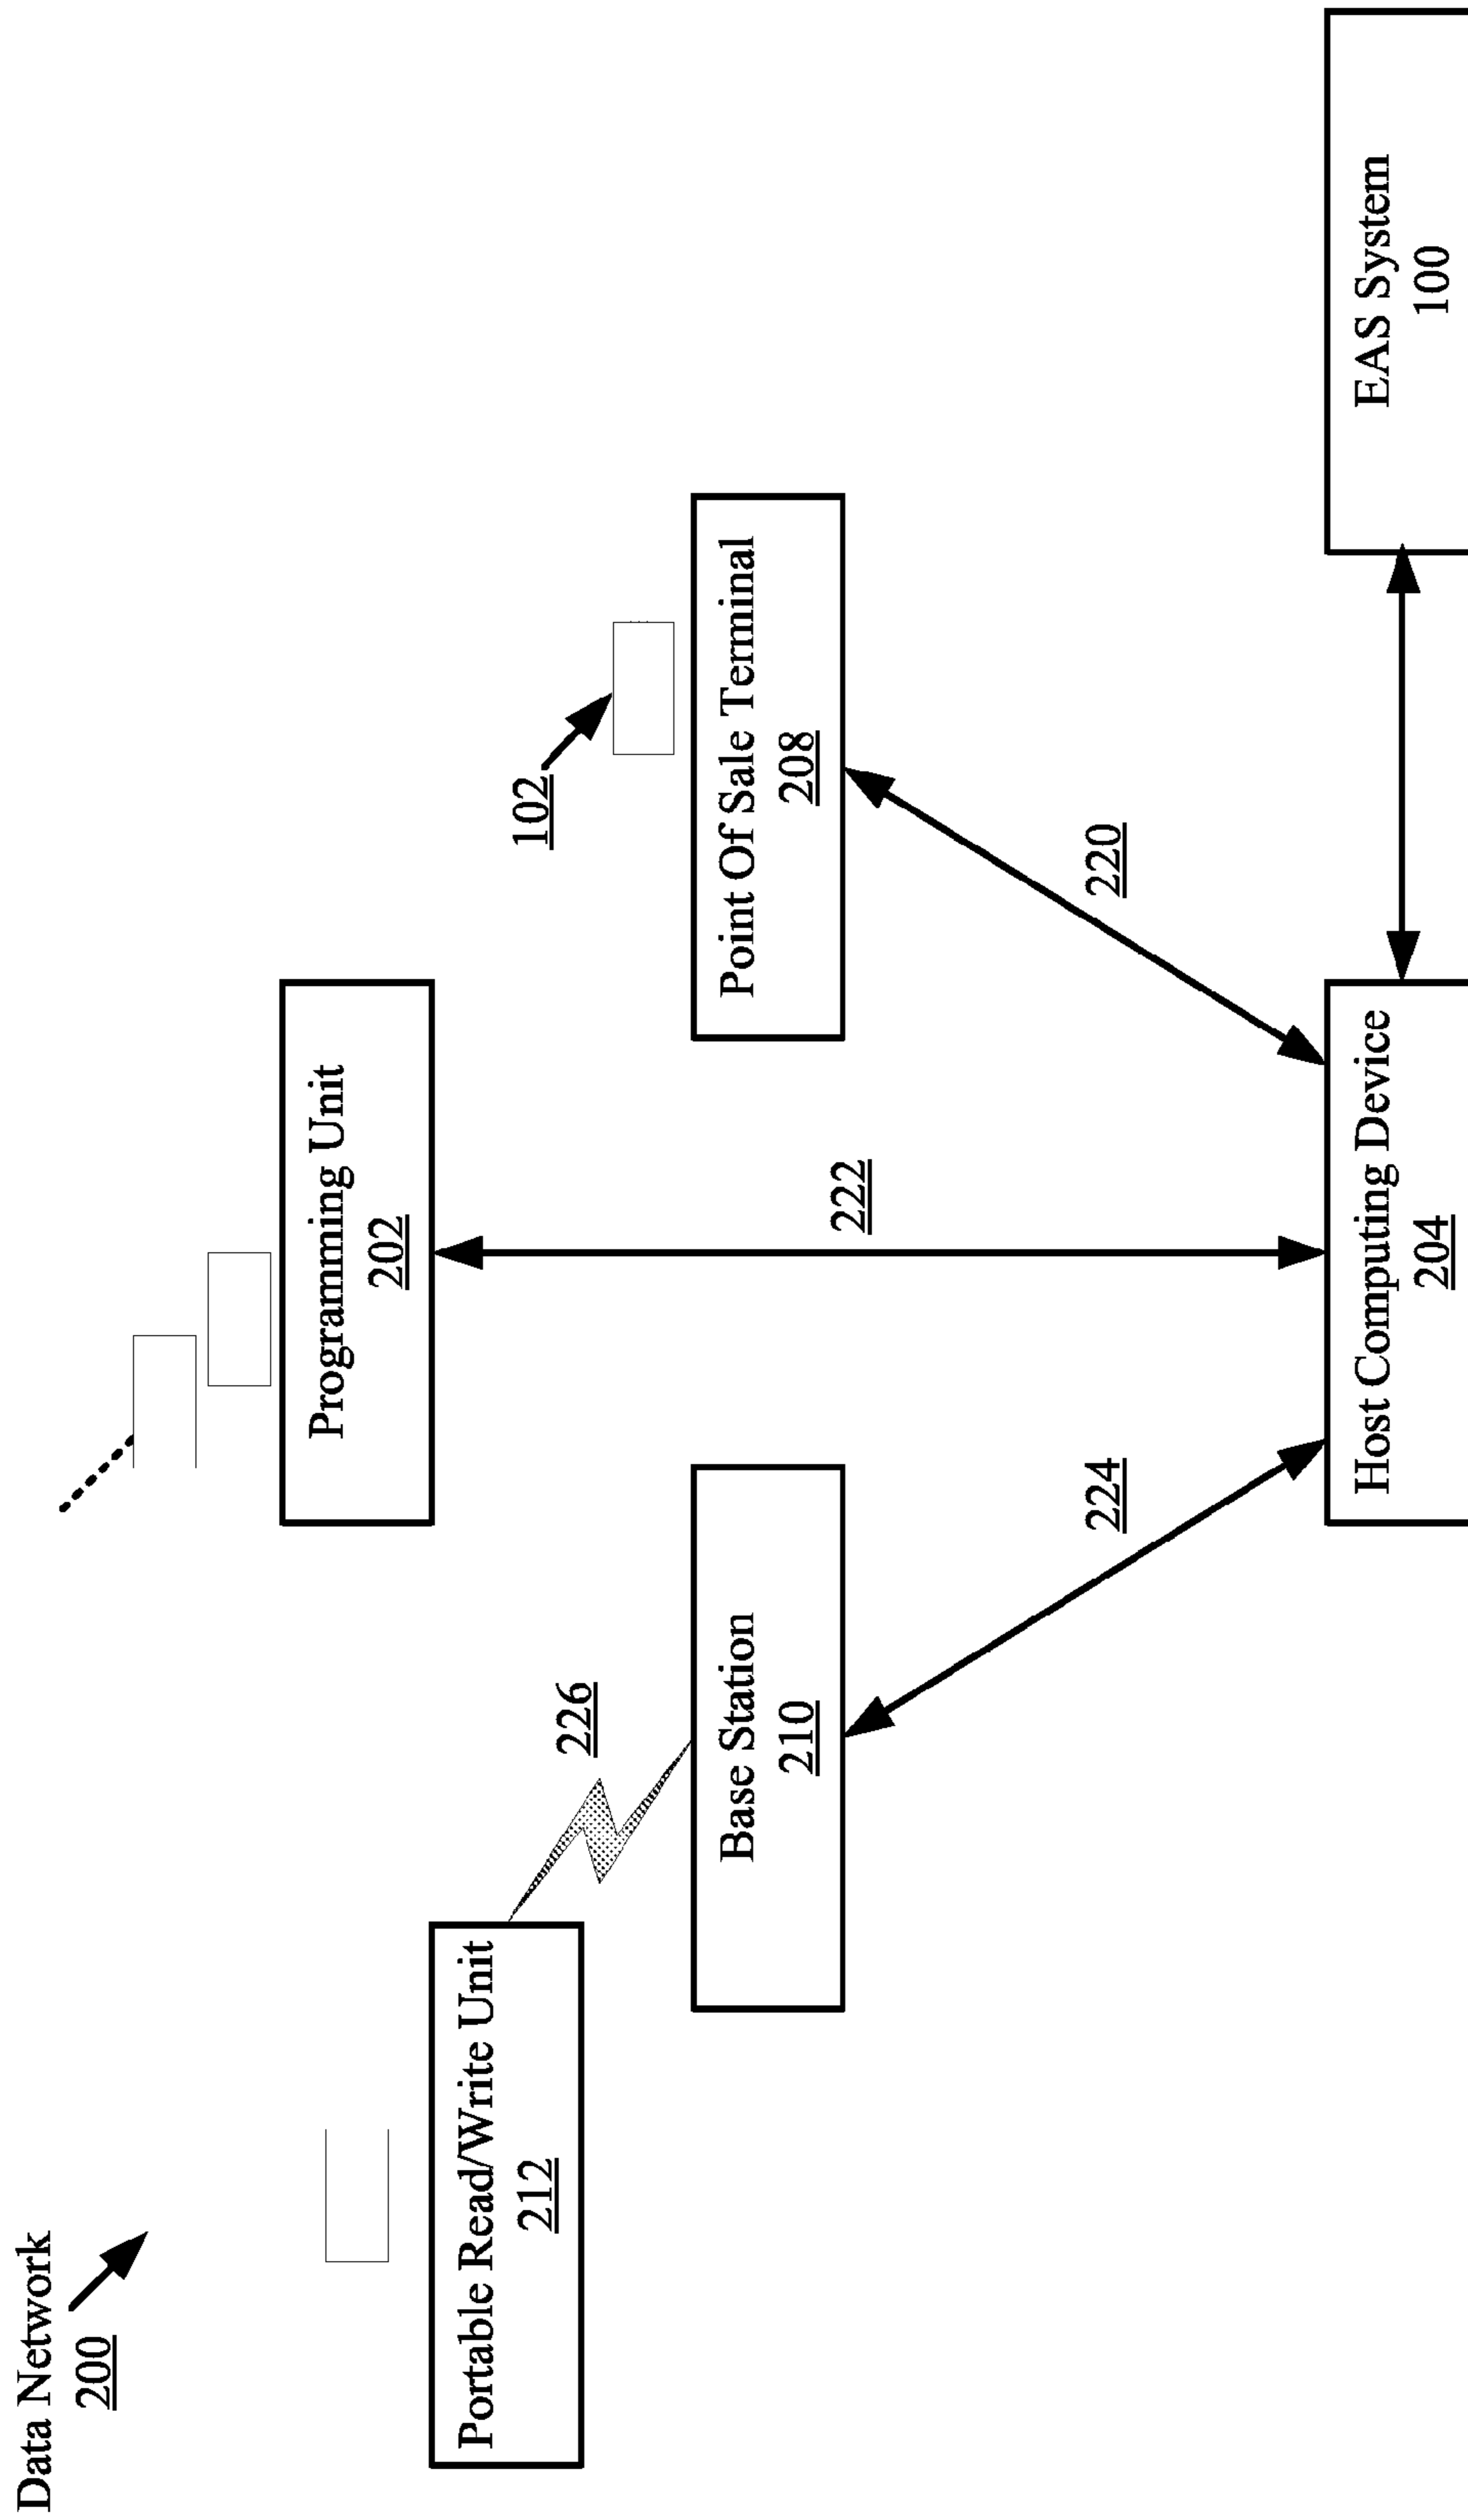 Data Network
200
Programming Unit
202
Portable Read/Write Unit
212
226
102
Base Station
210
Point Of Sale Terminal
208
222
224
220
Host Computing Device
204
EAS System
100